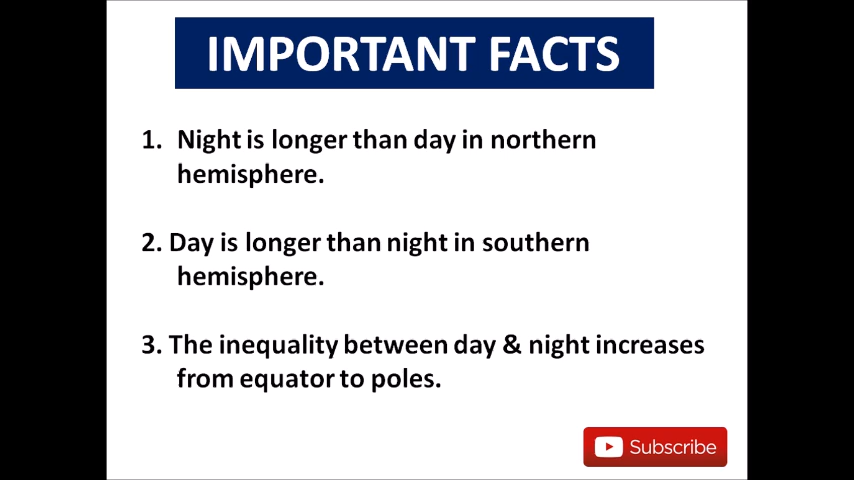 IMPORTANT FACTS
1. Night is longer than day in northern
hemisphere.
2. Day is longer than night in southern
hemisphere.
3. The inequality between day & night increases
from equator to poles.
Subscribe